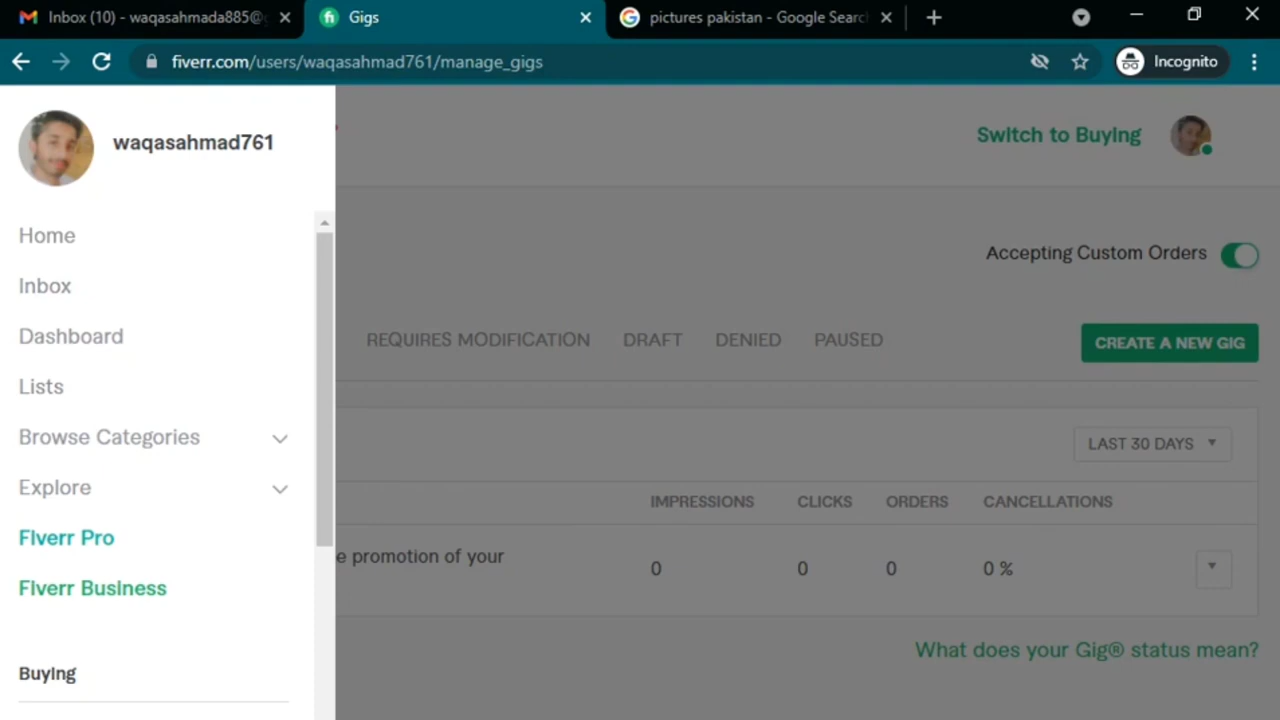 Inbox (10) - waqasahmada885@
Gigs
pictures pakistan - Google Searc
fiverr.com/users/waqasahmad761/manage_gigs
Incognito
waqasahmad761
Switch to Buying
Home
Accepting Custom Orders
Inbox
Dashboard
REQUIRES MODIFICATION DRAFT DENIED PAUSED
CREATE A NEW GIG
Lists
Browse Categories
LAST 30 DAYS
Explore
IMPRESSIONS CLICKS ORDERS CANCELLATIONS
Fiverr Pro
e promotion of your
0 0 0 0 %
Fiverr Business
What does your Gig® status mean?
Buying